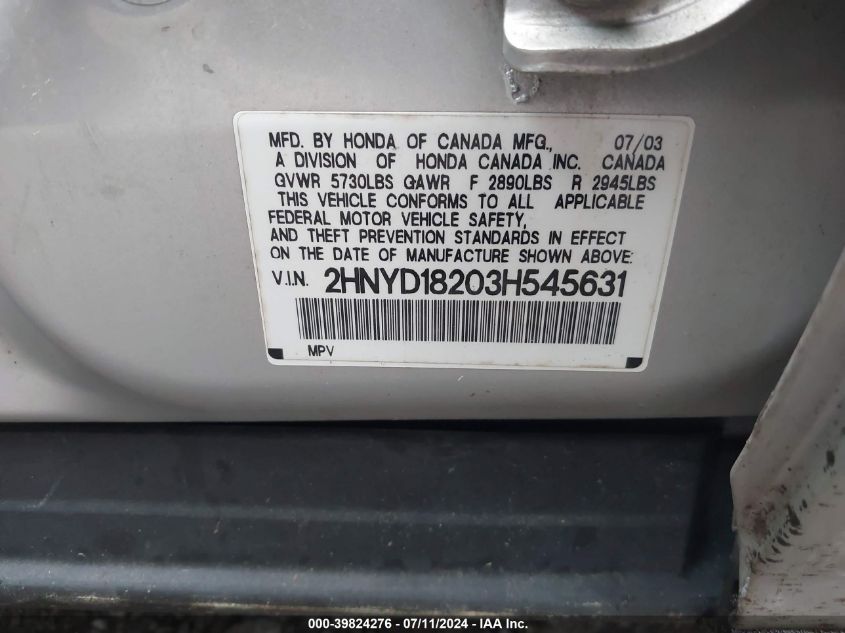 MFD. BY HONDA OF CANADA MFG., 07/03
A DIVISION OF HONDA CANADA INC. CANADA
GVWR 5730LBS GAWR F 2890LBS R 2945LBS
THIS VEHICLE CONFORMS TO ALL APPLICABLE
FEDERAL MOTOR VEHICLE SAFETY,
AND THEFT PREVENTION STANDARDS IN EFFECT
ON THE DATE OF MANUFACTURE SHOWN ABOVE:
V.I.N. 2HNYD18203H545631
MPV
000-39824276 - 07/11/2024 - IAA Inc.